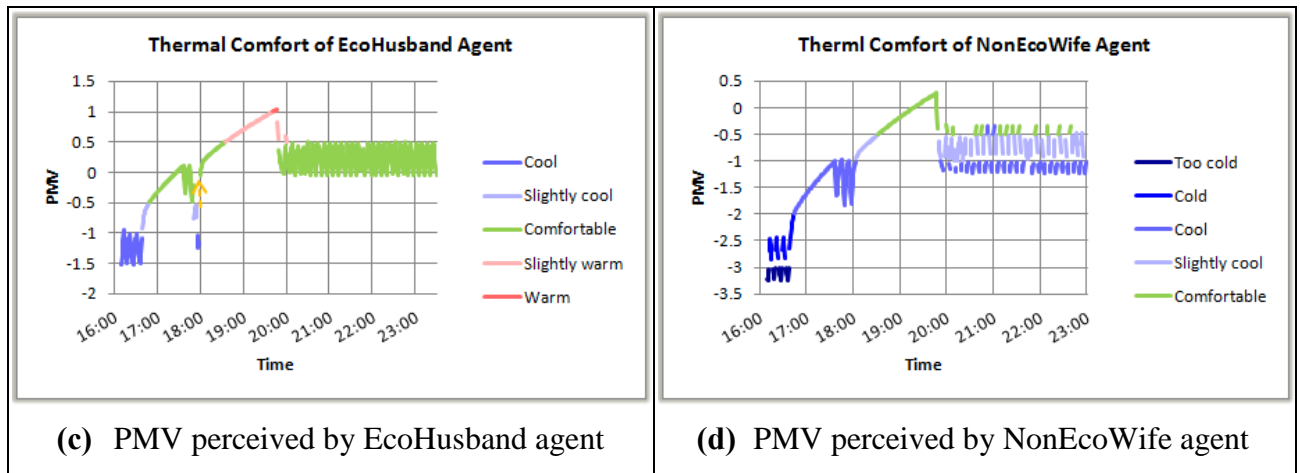 Thermal Comfort of EcoHusband Agent
1.5
1
0.5
0
-0.5
-1
-1.5
-2
PMV
16:00 17:00 18:00 19:00 20:00 21:00 22:00 23:00
Time
Cool
Slightly cool
Comfortable
Slightly warm
Warm
(c) PMV perceived by EcoHusband agent
Therml Comfort of NonEcoWife Agent
0.5
0
-0.5
-1
-1.5
-2
-2.5
-3
-3.5
PMV
16:00 17:00 18:00 19:00 20:00 21:00 22:00 23:00
Time
Too cold
Cold
Cool
Slightly cool
Comfortable
(d) PMV perceived by NonEcoWife agent